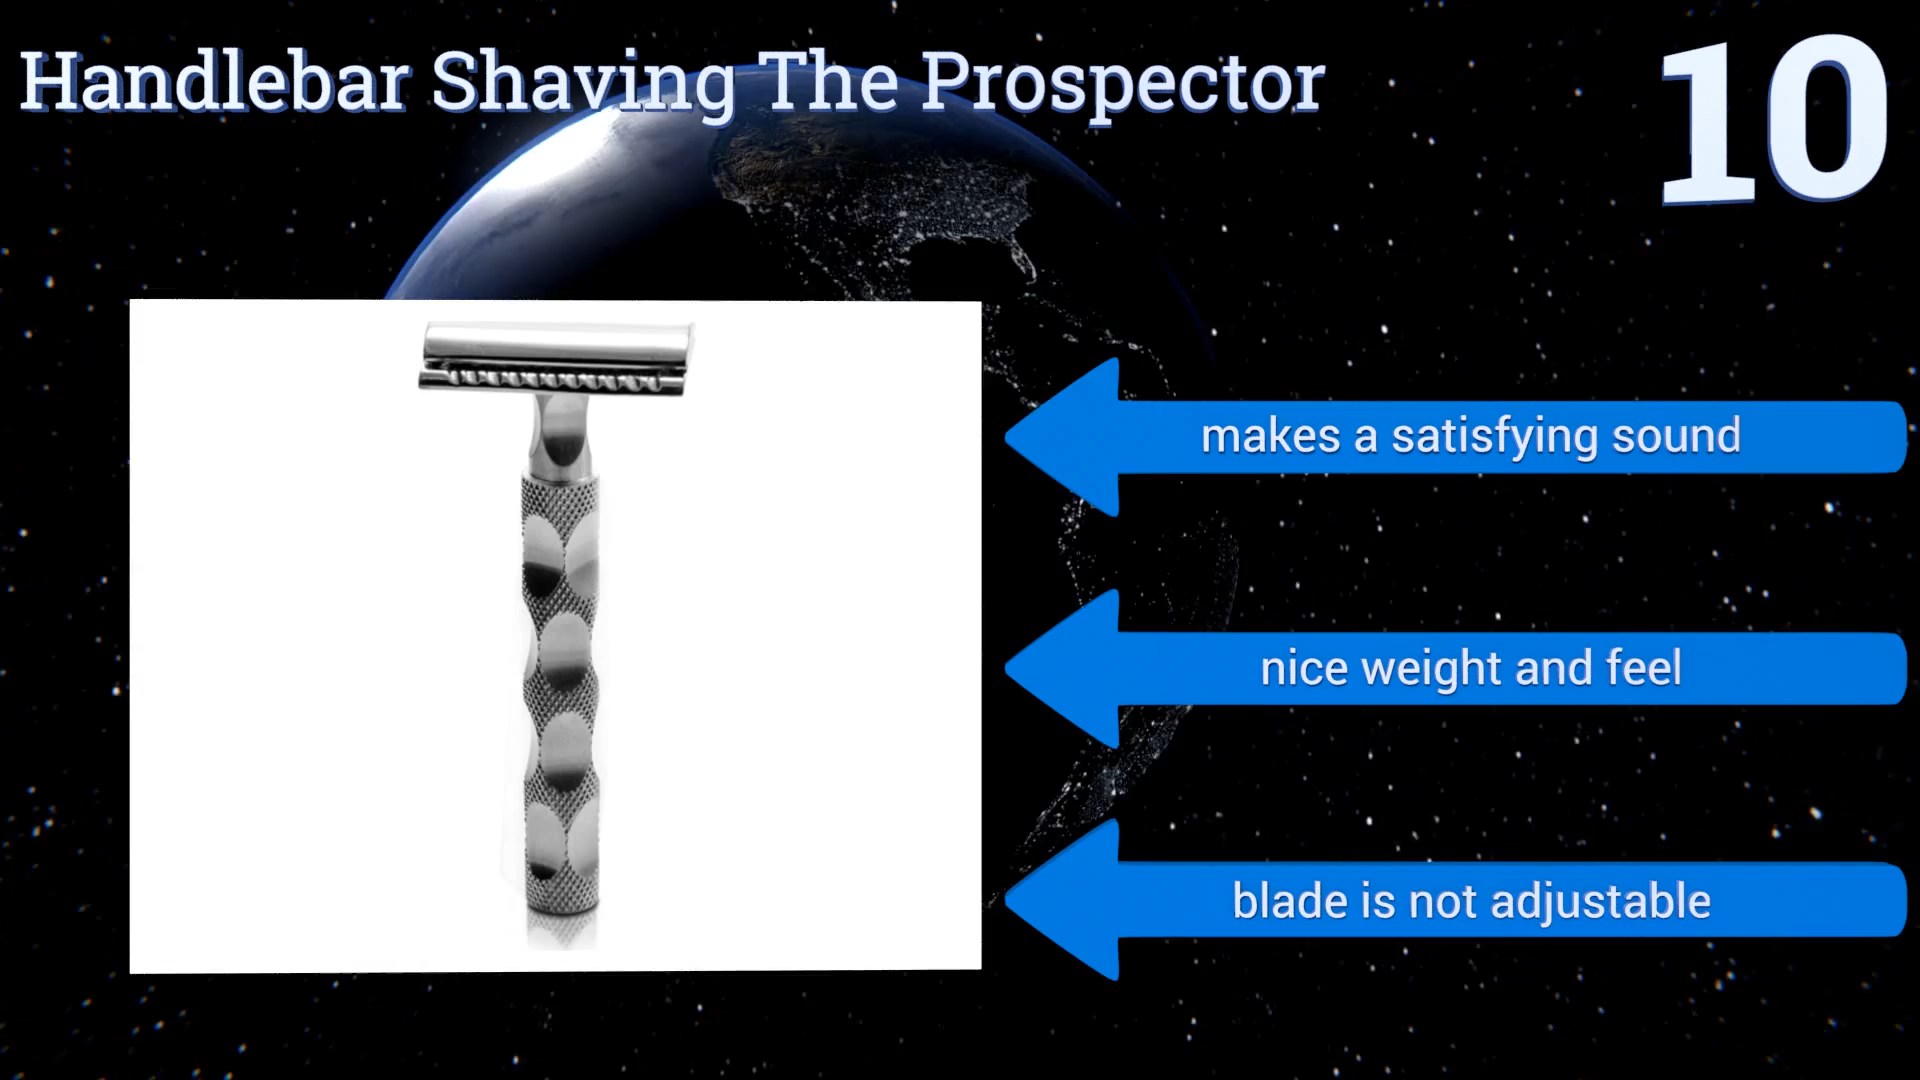 Handlebar Shaving The Prospector
10
makes a satisfying sound
nice weight and feel
blade is not adjustable